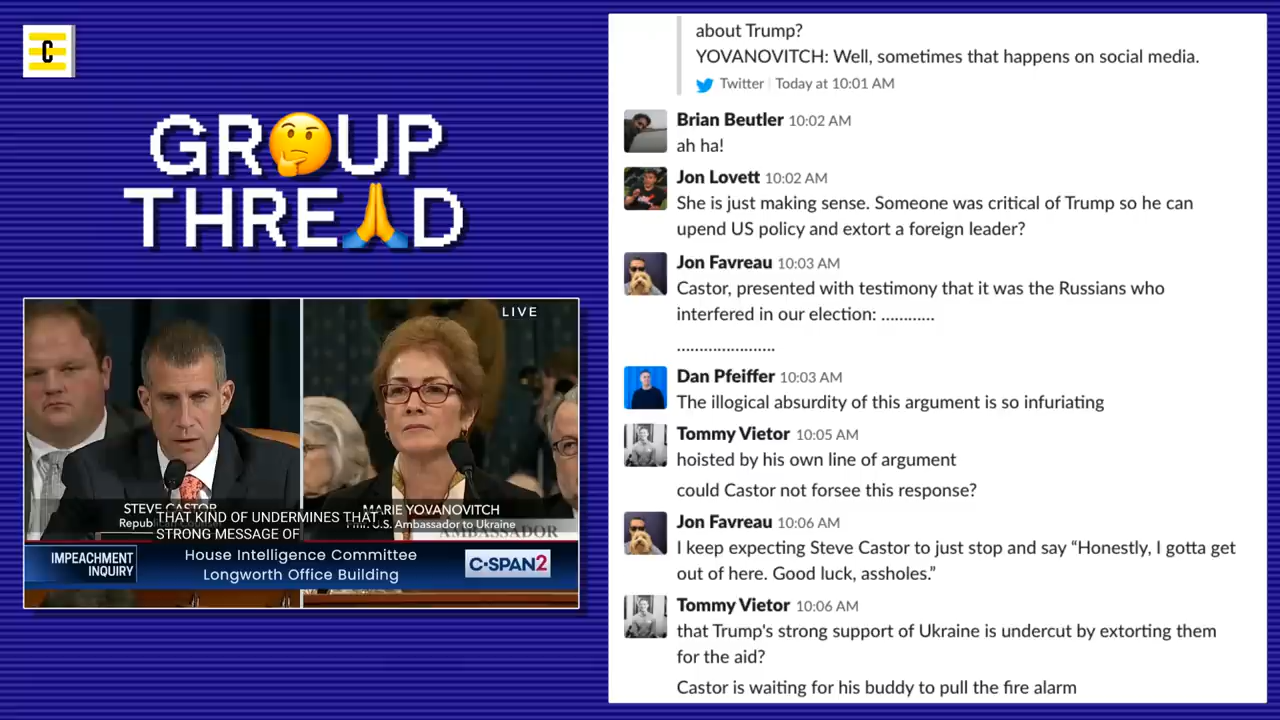 C
GR UP
THRE D
LIVE
STEVE CASTOR
Repub
MARIE YOVANOVITCH
U.S. Ambassador to Ukraine
THAT KIND OF UNDERMINES THAT
STRONG MESSAGE OF
AMBASSADOR
IMPEACHMENT
INQUIRY
House Intelligence Committee
Longworth Office Building
C-SPAN2
about Trump?
YOVANOVITCH: Well, sometimes that happens on social media.
Twitter | Today at 10:01 AM
Brian Beutler 10:02 AM
ah ha!
Jon Lovett 10:02 AM
She is just making sense. Someone was critical of Trump so he can
upend US policy and extort a foreign leader?
Jon Favreau 10:03 AM
Castor, presented with testimony that it was the Russians who
interfered in our election: ............
......................
Dan Pfeiffer 10:03 AM
The illogical absurdity of this argument is so infuriating
Tommy Vietor 10:05 AM
hoisted by his own line of argument
could Castor not forsee this response?
Jon Favreau 10:06 AM
I keep expecting Steve Castor to just stop and say “Honestly, I gotta get
out of here. Good luck, assholes.”
Tommy Vietor 10:06 AM
that Trump's strong support of Ukraine is undercut by extorting them
for the aid?
Castor is waiting for his buddy to pull the fire alarm